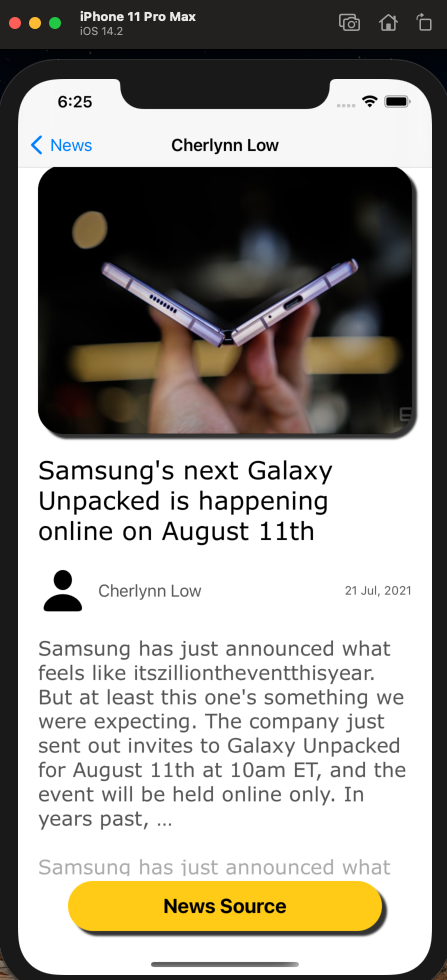 iPhone 11 Pro Max
iOS 14.2
6:25
News
Cherlynn Low
Samsung's next Galaxy
Unpacked is happening
online on August 11th
Cherlynn Low
21 Jul, 2021
Samsung has just announced what
feels like itszilliontheventthisyear.
But at least this one's something we
were expecting. The company just
sent out invites to Galaxy Unpacked
for August 11th at 10am ET, and the
event will be held online only. In
years past, …
Samsung has just announced what
News Source